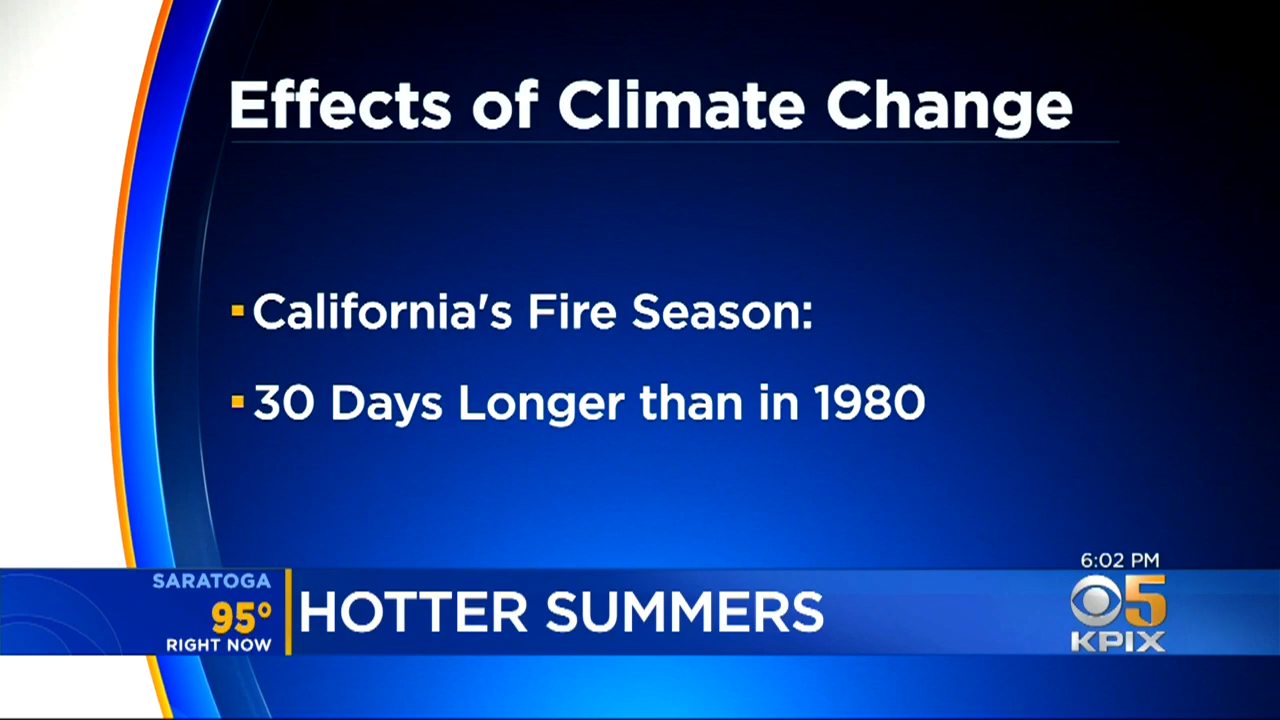 Effects of Climate Change
▪California's Fire Season:
▪30 Days Longer than in 1980
6:02 PM
SARATOGA
95°
RIGHT NOW
HOTTER SUMMERS
5
KPIX